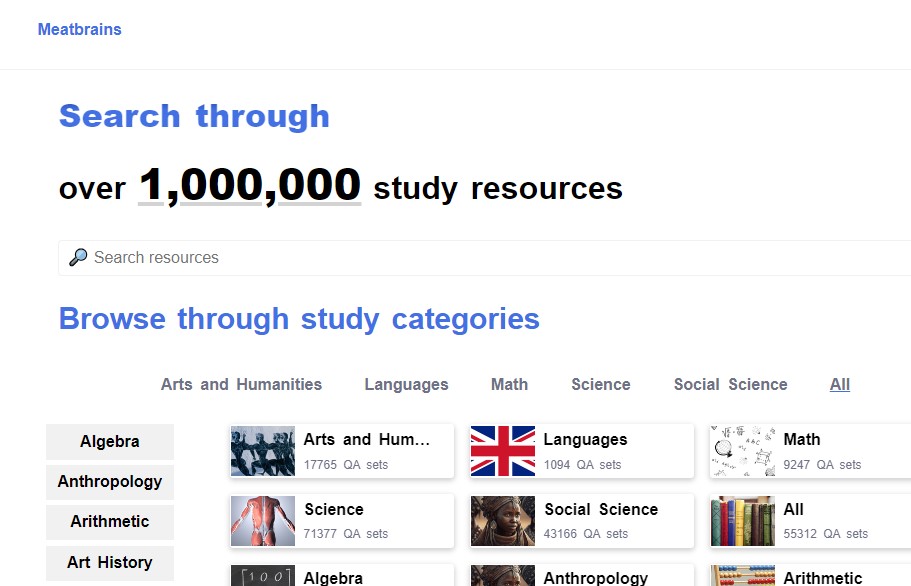 Meatbrains
Search through
over 1,000,000 study resources
Search resources
Browse through study categories
Arts and Humanities Languages Math Science Social Science All
Algebra
Anthropology
Arithmetic
Art History
Arts and Hum...
17765 QA sets
Languages
1094 QA sets
Math
9247 QA sets
Science
71377 QA sets
Social Science
43166 QA sets
All
55312 QA sets
100
Algebra
Anthropology
Arithmetic